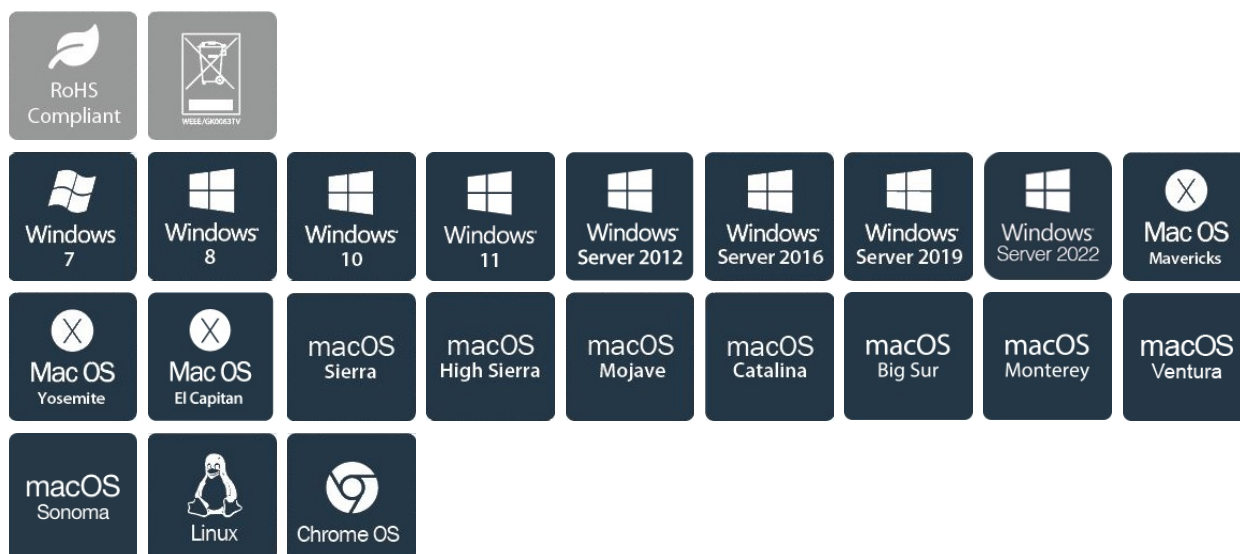 RoHS
Compliant
WEEE/GK0063TV
Windows
7
Windows
8
Windows
10
Windows
11
Windows
Server 2012
Windows
Server 2016
Windows
Server 2019
Windows
Server 2022
X
Mac OS
Mavericks
X
Mac OS
Yosemite
X
Mac OS
El Capitan
macOS
Sierra
macOS
High Sierra
macOS
Mojave
macOS
Catalina
macOS
Big Sur
macOS
Monterey
macOS
Ventura
macOS
Sonoma
Linux
Chrome OS